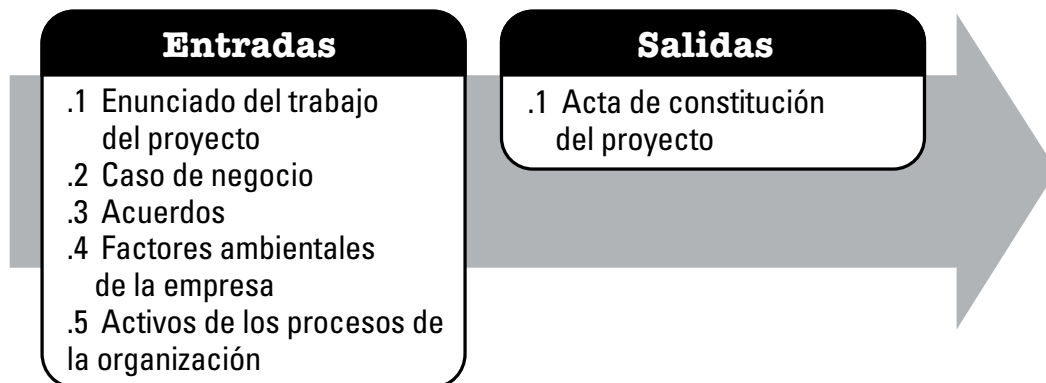 Entradas
.1 Enunciado del trabajo
del proyecto
.2 Caso de negocio
.3 Acuerdos
.4 Factores ambientales
de la empresa
.5 Activos de los procesos de
la organización
Salidas
.1 Acta de constitución
del proyecto